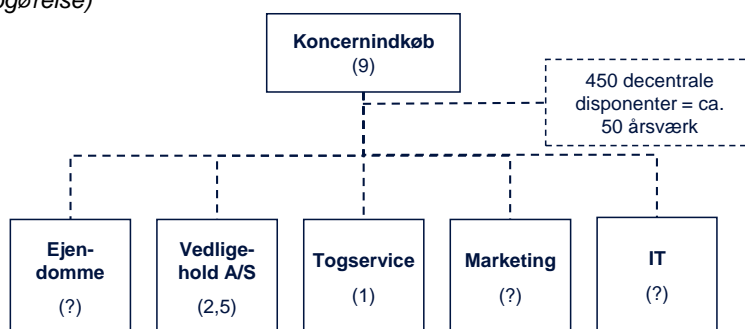 Koncernindkøb
(9)
450 decentrale
disponenter = ca.
50 årsværk
Ejen-
domme
(?)
Vedlige-
hold A/S
(2,5)
Togservice
(1)
Marketing
(?)
IT
(?)